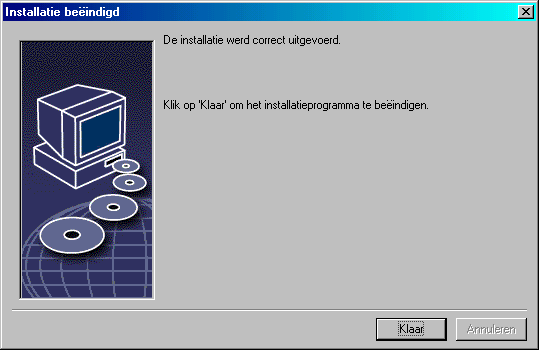 Installatie beëindigd
De installatie werd correct uitgevoerd.
Klik op 'Klaar' om het installatieprogramma te beëindigen.
Klaar
Annuleren